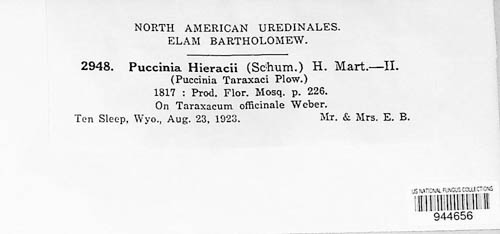 NORTH AMERICAN UREDINALES.
ELAM BARTHOLOMEW.
2948. Puccinia Hieracii (Schum.) H. Mart.—II.
(Puccinia Taraxaci Plow.)
1817 : Prod. Flor. Mosq. p. 226.
On Taraxacum officinale Weber.
Ten Sleep, Wyo., Aug. 23, 1923. Mr. & Mrs. E. B.
US NATIONAL FUNGUS COLLECTIONS
944656